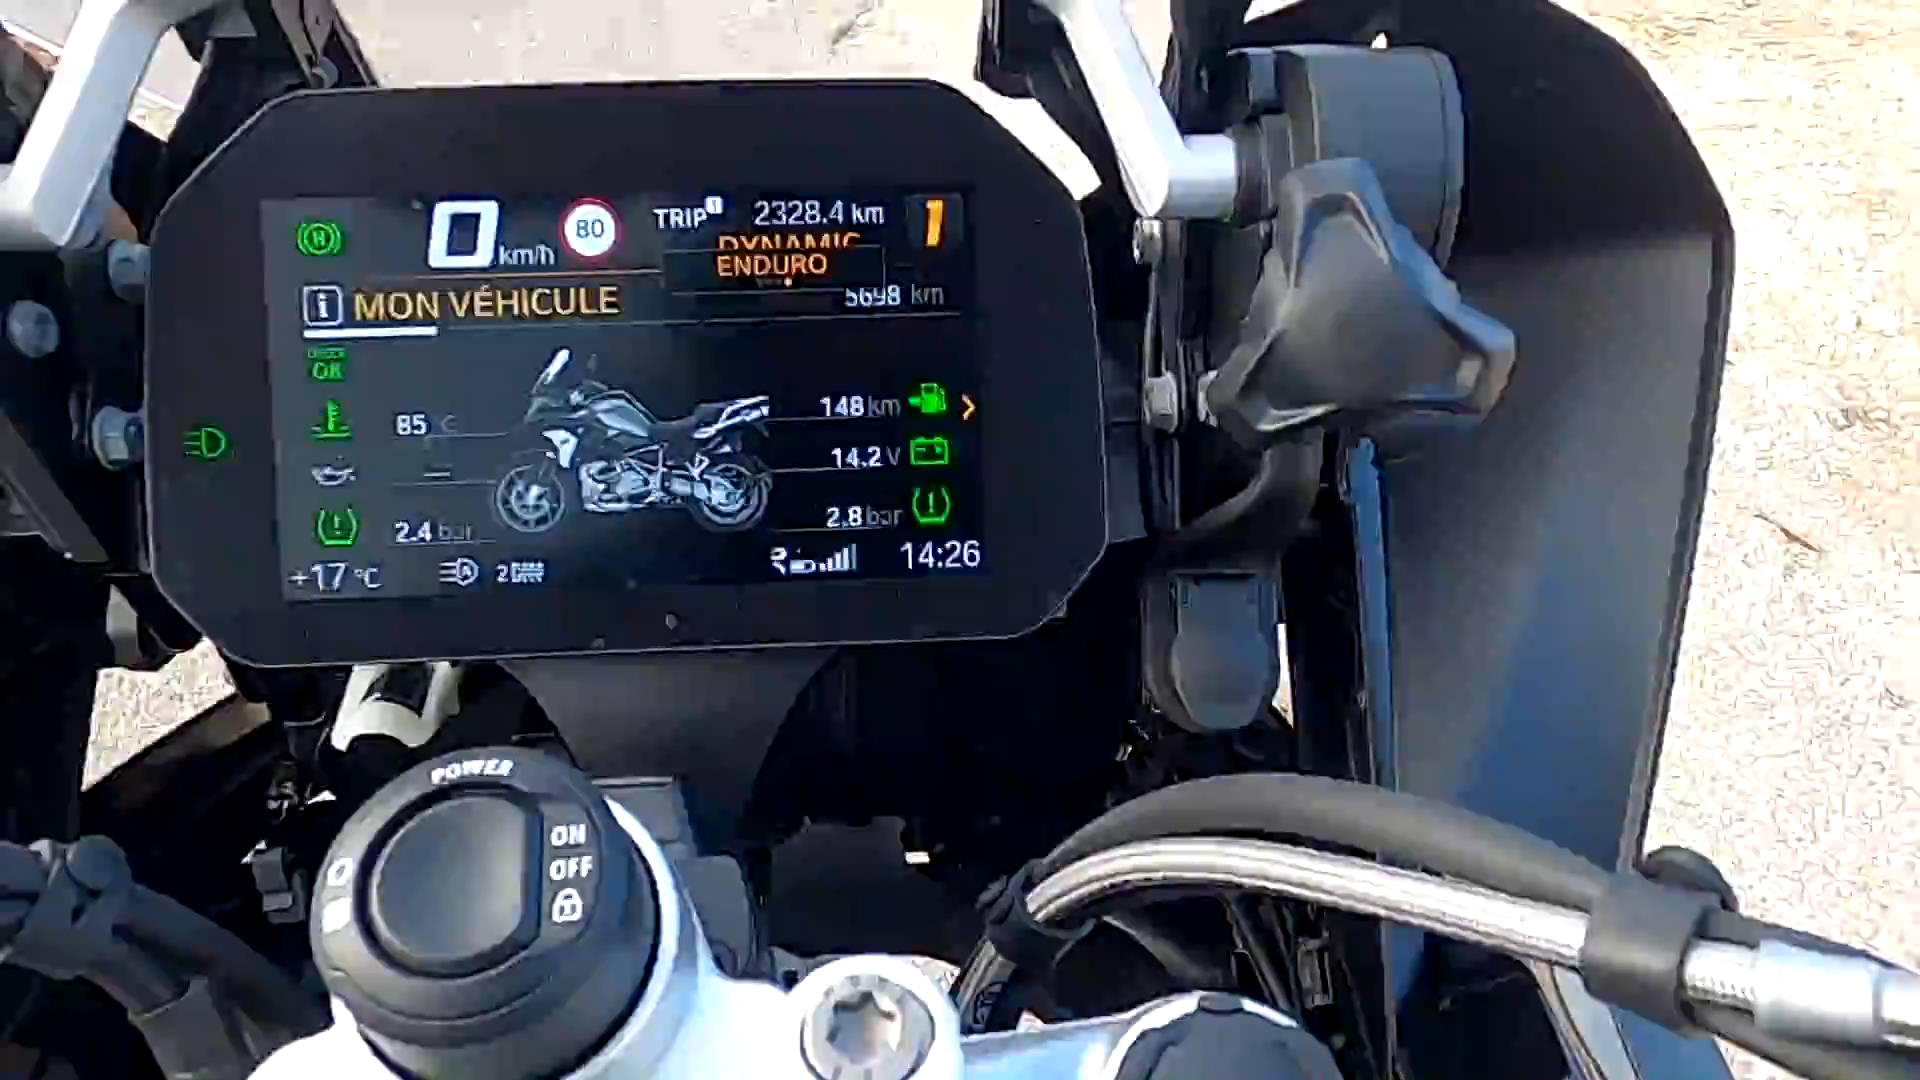 0 km/h
80
TRIP 1 2328.4 km
1
DYNAMIC
ENDURO
i MON VÉHICULE
5698 km
OK
85 °C
148 km
14.2 V
2.4 bar
2.8 bar
+17 °C
2
14:26
POWER
ON
OFF